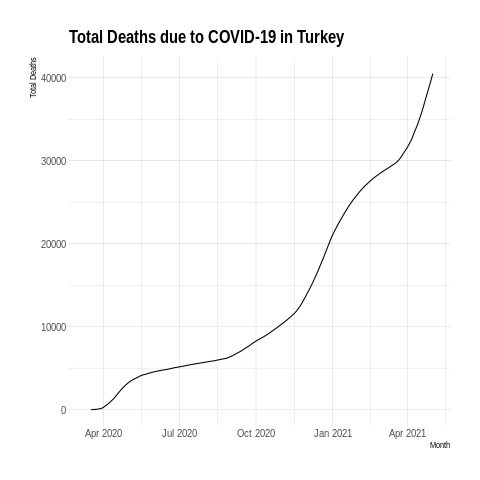 Total Deaths due to COVID-19 in Turkey
Total Deaths
40000
30000
20000
10000
0
Apr 2020 Jul 2020 Oct 2020 Jan 2021 Apr 2021
Month